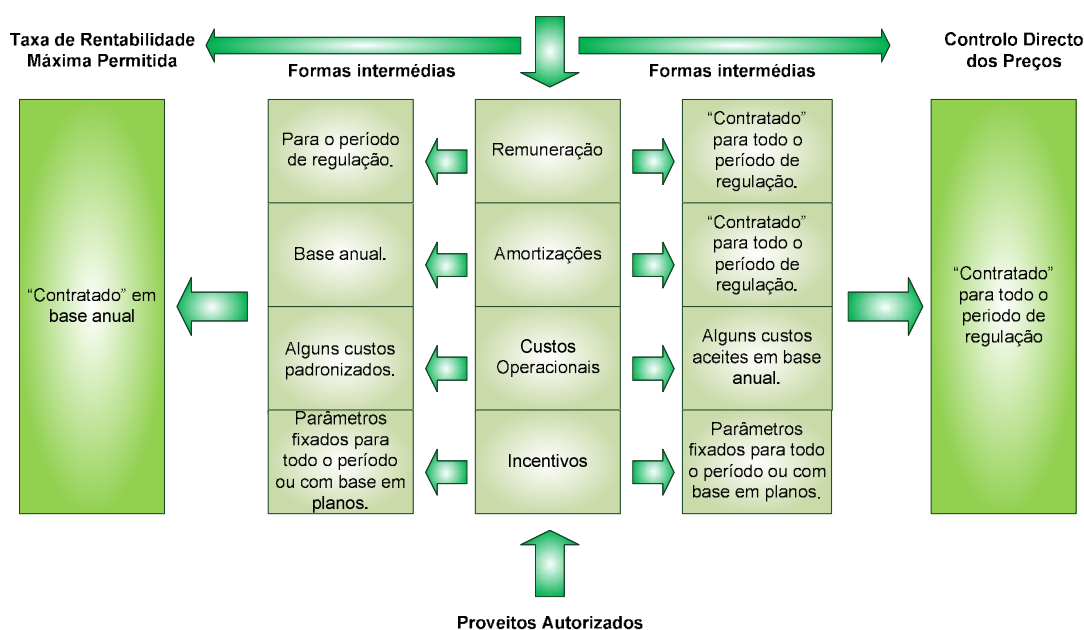 Taxa de Rentabilidade
Máxima Permitida
Formas intermédias
Formas intermédias
Controlo Directo
dos Preços
“Contratado” em
base anual
Para o período
de regulação.
Base anual.
Alguns custos
padronizados.
Parâmetros
fixados para
todo o período
ou com base em
planos.
Remuneração
Amortizações
Custos
Operacionais
Incentivos
“Contratado”
para todo o
período de
regulação.
“Contratado”
para todo o
período de
regulação.
Alguns custos
aceites em base
anual.
Parâmetros
fixados para todo
o período ou com
base em planos.
“Contratado”
para todo o
periodo de
regulação
Proveitos Autorizados